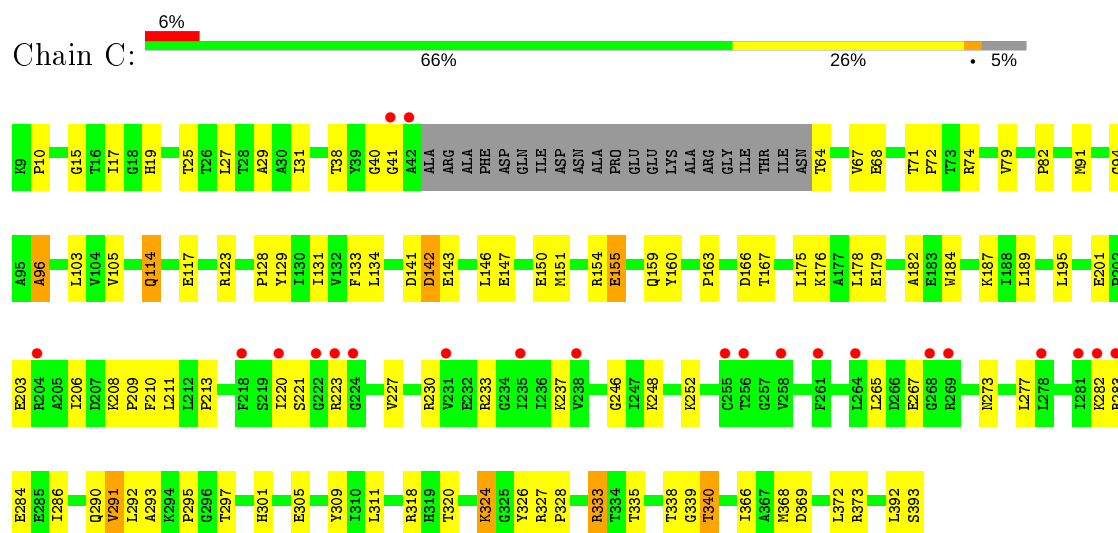 6%
Chain C:
66% 26% • 5%
K9 P10 G15 T16 I17 G18 H19 T25 T26 L27 T28 A29 A30 I31 T38 Y39 G40 G41 A42 ALA ARG ALA PHE ASP GLN ILE ASP ASN ALA PRO GLU GLU LYS ALA ARG GLY ILE THR ILE ASN T64 V67 E68 T71 P72 T73 R74 V79 P82 M91
A95 A96 L103 V104 V105 Q114 E117 R123 P128 Y129 I130 I131 V132 F133 L134 D141 D142 E143 L146 E147 E150 M151 R154 E155 Q159 Y160 P163 D166 T167 L175 K176 A177 L178 E179 A182 E183 W184 K187 I188 L189 L195 E201
E203 R204 A205 I206 D207 K208 P209 F210 L211 L212 P213 F218 S219 I220 S221 G222 R223 G224 V227 R230 V231 E232 R233 G234 I235 I236 K237 V238 G246 I247 K248 K252 C255 T256 G257 V258 F261 L264 L265 D266 E267 G268 R269 N273 L277 L278 I281 K282
E284 E285 I286 Q290 V291 L292 A293 K294 P295 G296 T297 H301 E305 Y309 I310 L311 R318 H319 T320 K324 G325 Y326 R327 P328 R333 T334 T335 T338 G339 T340 I366 A367 M368 D369 L372 R373 L392 S393